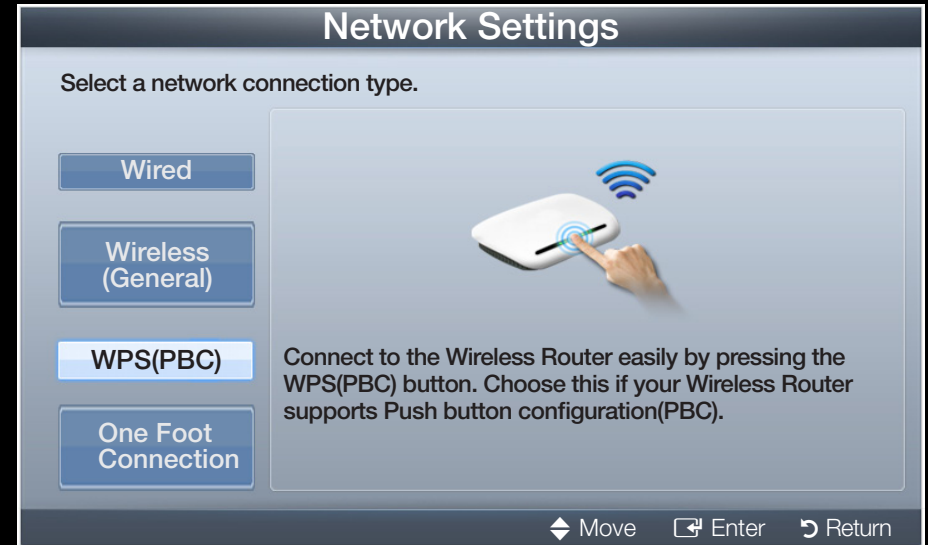 Network Settings
Select a network connection type.
Wired
Wireless
(General)
WPS(PBC)
One Foot
Connection
Connect to the Wireless Router easily by pressing the
WPS(PBC) button. Choose this if your Wireless Router
supports Push button configuration(PBC).
Move Enter Return